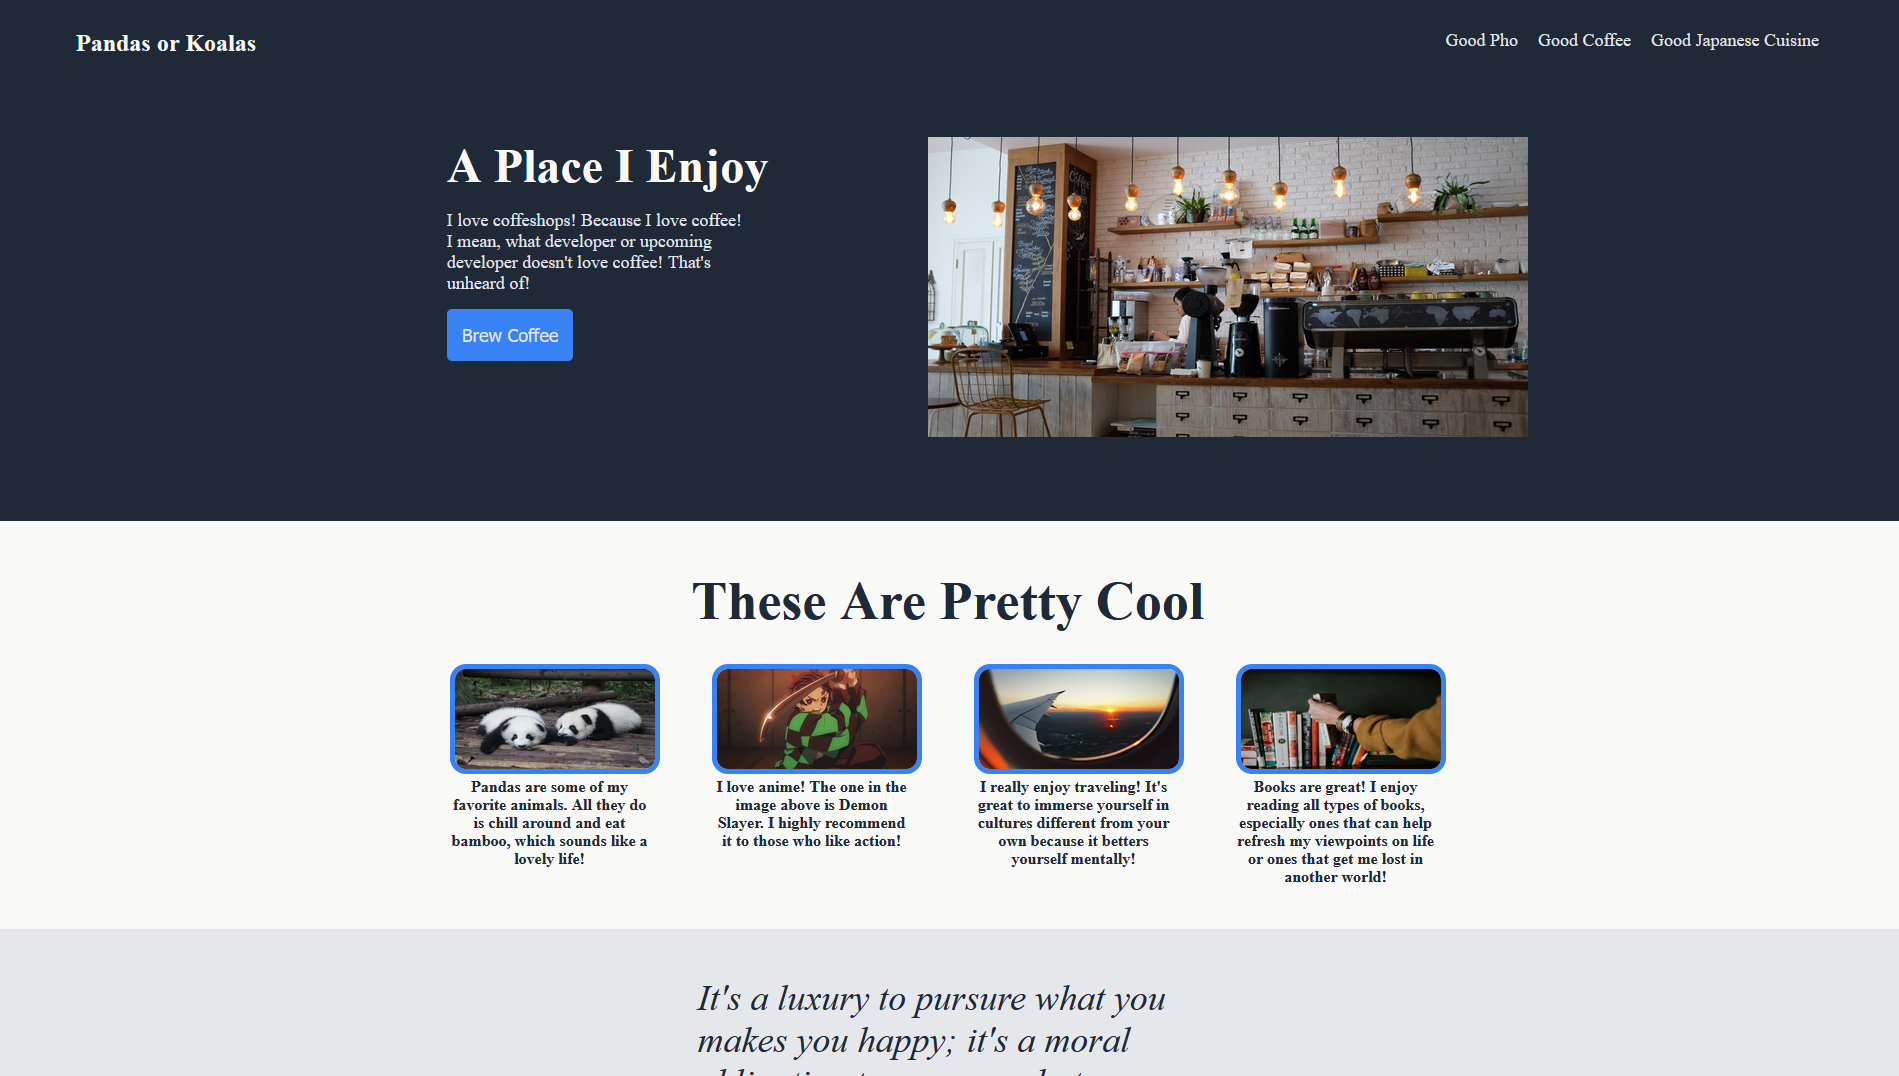 Pandas or Koalas
Good Pho
Good Coffee
Good Japanese Cuisine
A Place I Enjoy
I love coffeshops! Because I love coffee!
I mean, what developer or upcoming
developer doesn't love coffee! That's
unheard of!
Brew Coffee
These Are Pretty Cool
Pandas are some of my
favorite animals. All they do
is chill around and eat
bamboo, which sounds like a
lovely life!
I love anime! The one in the
image above is Demon
Slayer. I highly recommend
it to those who like action!
I really enjoy traveling! It's
great to immerse yourself in
cultures different from your
own because it betters
yourself mentally!
Books are great! I enjoy
reading all types of books,
especially ones that can help
refresh my viewpoints on life
or ones that get me lost in
another world!
It's a luxury to pursure what you
makes you happy; it's a moral